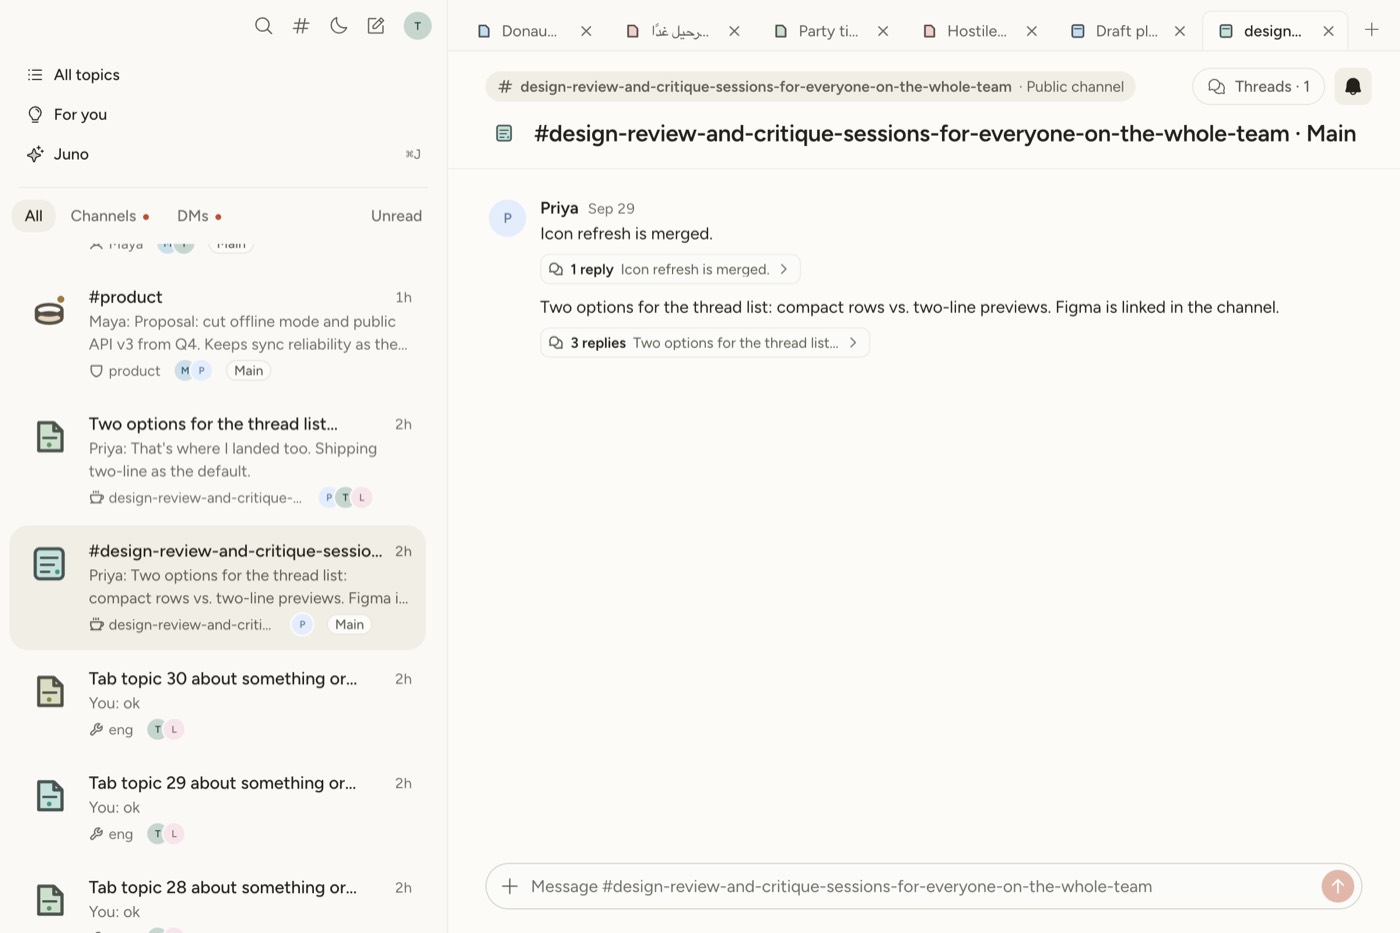 T
All topics
For you
Juno
⌘J
All
Channels
DMs
Unread
Maya
Main
#product
1h
Maya: Proposal: cut offline mode and public
API v3 from Q4. Keeps sync reliability as the...
product
M
P
Main
Two options for the thread list...
2h
Priya: That's where I landed too. Shipping
two-line as the default.
design-review-and-critique-...
P
T
L
#design-review-and-critique-sessio...
2h
Priya: Two options for the thread list:
compact rows vs. two-line previews. Figma i...
design-review-and-criti...
P
Main
Tab topic 30 about something or...
2h
You: ok
eng
T
L
Tab topic 29 about something or...
2h
You: ok
eng
T
L
Tab topic 28 about something or...
2h
You: ok
Donau...
...رحيل غدًا
Party ti...
Hostile...
Draft pl...
design...
# design-review-and-critique-sessions-for-everyone-on-the-whole-team · Public channel
Threads · 1
#design-review-and-critique-sessions-for-everyone-on-the-whole-team · Main
P
Priya Sep 29
Icon refresh is merged.
1 reply Icon refresh is merged.
Two options for the thread list: compact rows vs. two-line previews. Figma is linked in the channel.
3 replies Two options for the thread list...
Message #design-review-and-critique-sessions-for-everyone-on-the-whole-team